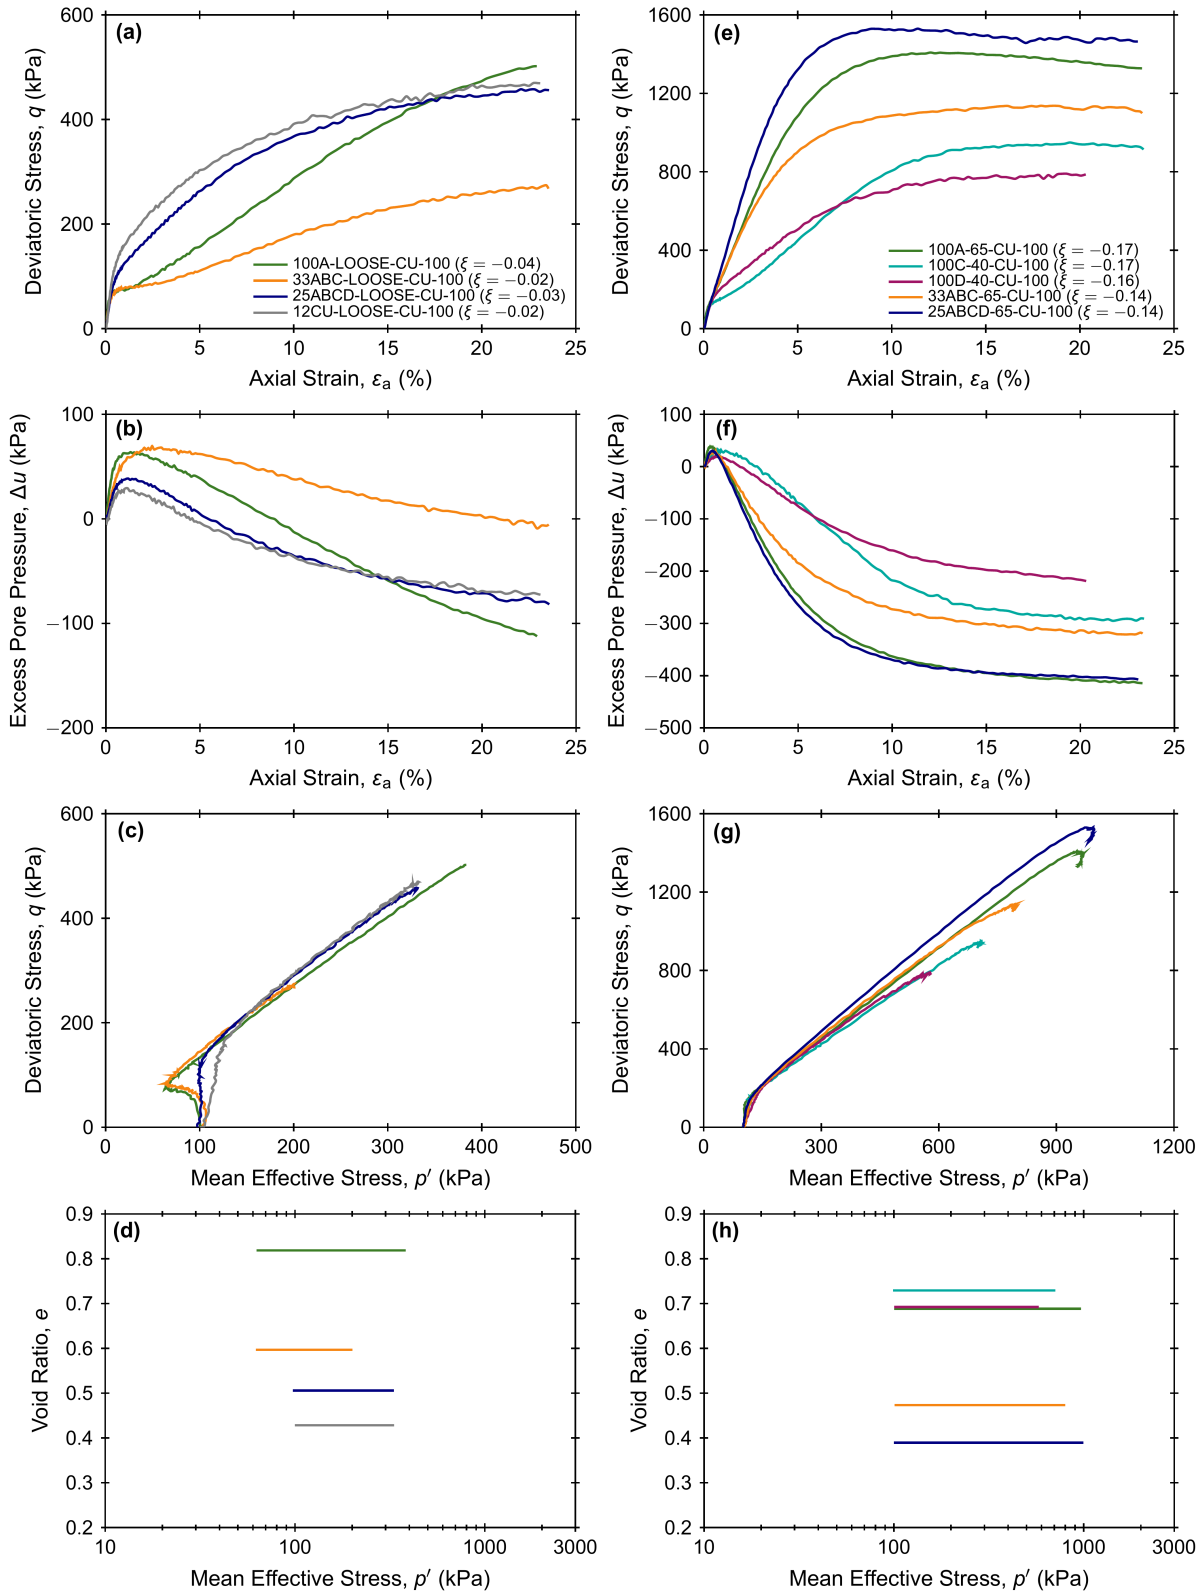 (a)
600
400
200
0
Deviatoric Stress, q (kPa)
100A-LOOSE-CU-100 (ξ = −0.04)
33ABC-LOOSE-CU-100 (ξ = −0.02)
25ABCD-LOOSE-CU-100 (ξ = −0.03)
12CU-LOOSE-CU-100 (ξ = −0.02)
0 5 10 15 20 25
Axial Strain, εa (%)
(e)
1600
1200
800
400
0
Deviatoric Stress, q (kPa)
100A-65-CU-100 (ξ = −0.17)
100C-40-CU-100 (ξ = −0.17)
100D-40-CU-100 (ξ = −0.16)
33ABC-65-CU-100 (ξ = −0.14)
25ABCD-65-CU-100 (ξ = −0.14)
0 5 10 15 20 25
Axial Strain, εa (%)
(b)
100
0
−100
−200
Excess Pore Pressure, Δu (kPa)
0 5 10 15 20 25
Axial Strain, εa (%)
(f)
100
0
−100
−200
−300
−400
−500
Excess Pore Pressure, Δu (kPa)
0 5 10 15 20 25
Axial Strain, εa (%)
(c)
600
400
200
0
Deviatoric Stress, q (kPa)
0 100 200 300 400 500
Mean Effective Stress, p′ (kPa)
(g)
1600
1200
800
400
0
Deviatoric Stress, q (kPa)
0 300 600 900 1200
Mean Effective Stress, p′ (kPa)
(d)
0.9
0.8
0.7
0.6
0.5
0.4
0.3
0.2
Void Ratio, e
10 100 1000 3000
Mean Effective Stress, p′ (kPa)
(h)
0.9
0.8
0.7
0.6
0.5
0.4
0.3
0.2
Void Ratio, e
10 100 1000 3000
Mean Effective Stress, p′ (kPa)